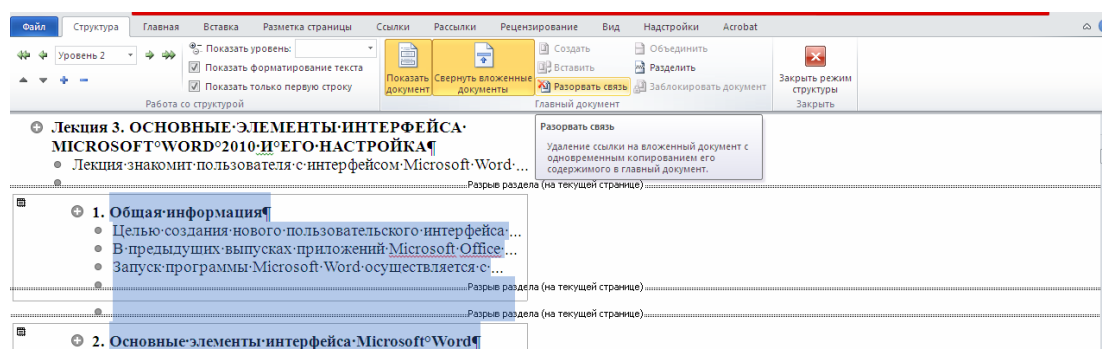 Файл Структура Главная Вставка Разметка страницы Ссылки Рассылки Рецензирование Вид Надстройки Acrobat
Уровень 2 Показать уровень: Создать Объединить
Показать форматирование текста Вставить Разделить
Показать только первую строку Показать документ Свернуть вложенные документы Разорвать связь Заблокировать документ Закрыть режим структуры
Работа со структурой Главный документ Закрыть
Лекция 3. ОСНОВНЫЕ·ЭЛЕМЕНТЫ·ИНТЕРФЕЙСА·
MICROSOFT°WORD°2010·И°ЕГО·НАСТРОЙКА¶
Лекция·знакомит·пользователя·с·интерфейсом·Microsoft·Word·...
Разорвать связь
Удаление ссылки на вложенный документ с
одновременным копированием его
содержимого в главный документ.
Разрыв раздела (на текущей странице)
1. Общая·информация¶
Целью·создания·нового·пользовательского·интерфейса·...
В·предыдущих·выпусках·приложений·Microsoft·Office·...
Запуск·программы·Microsoft·Word·осуществляется·с·...
Разрыв раздела (на текущей странице)
Разрыв раздела (на текущей странице)
2. Основные·элементы·интерфейса·Microsoft°Word¶